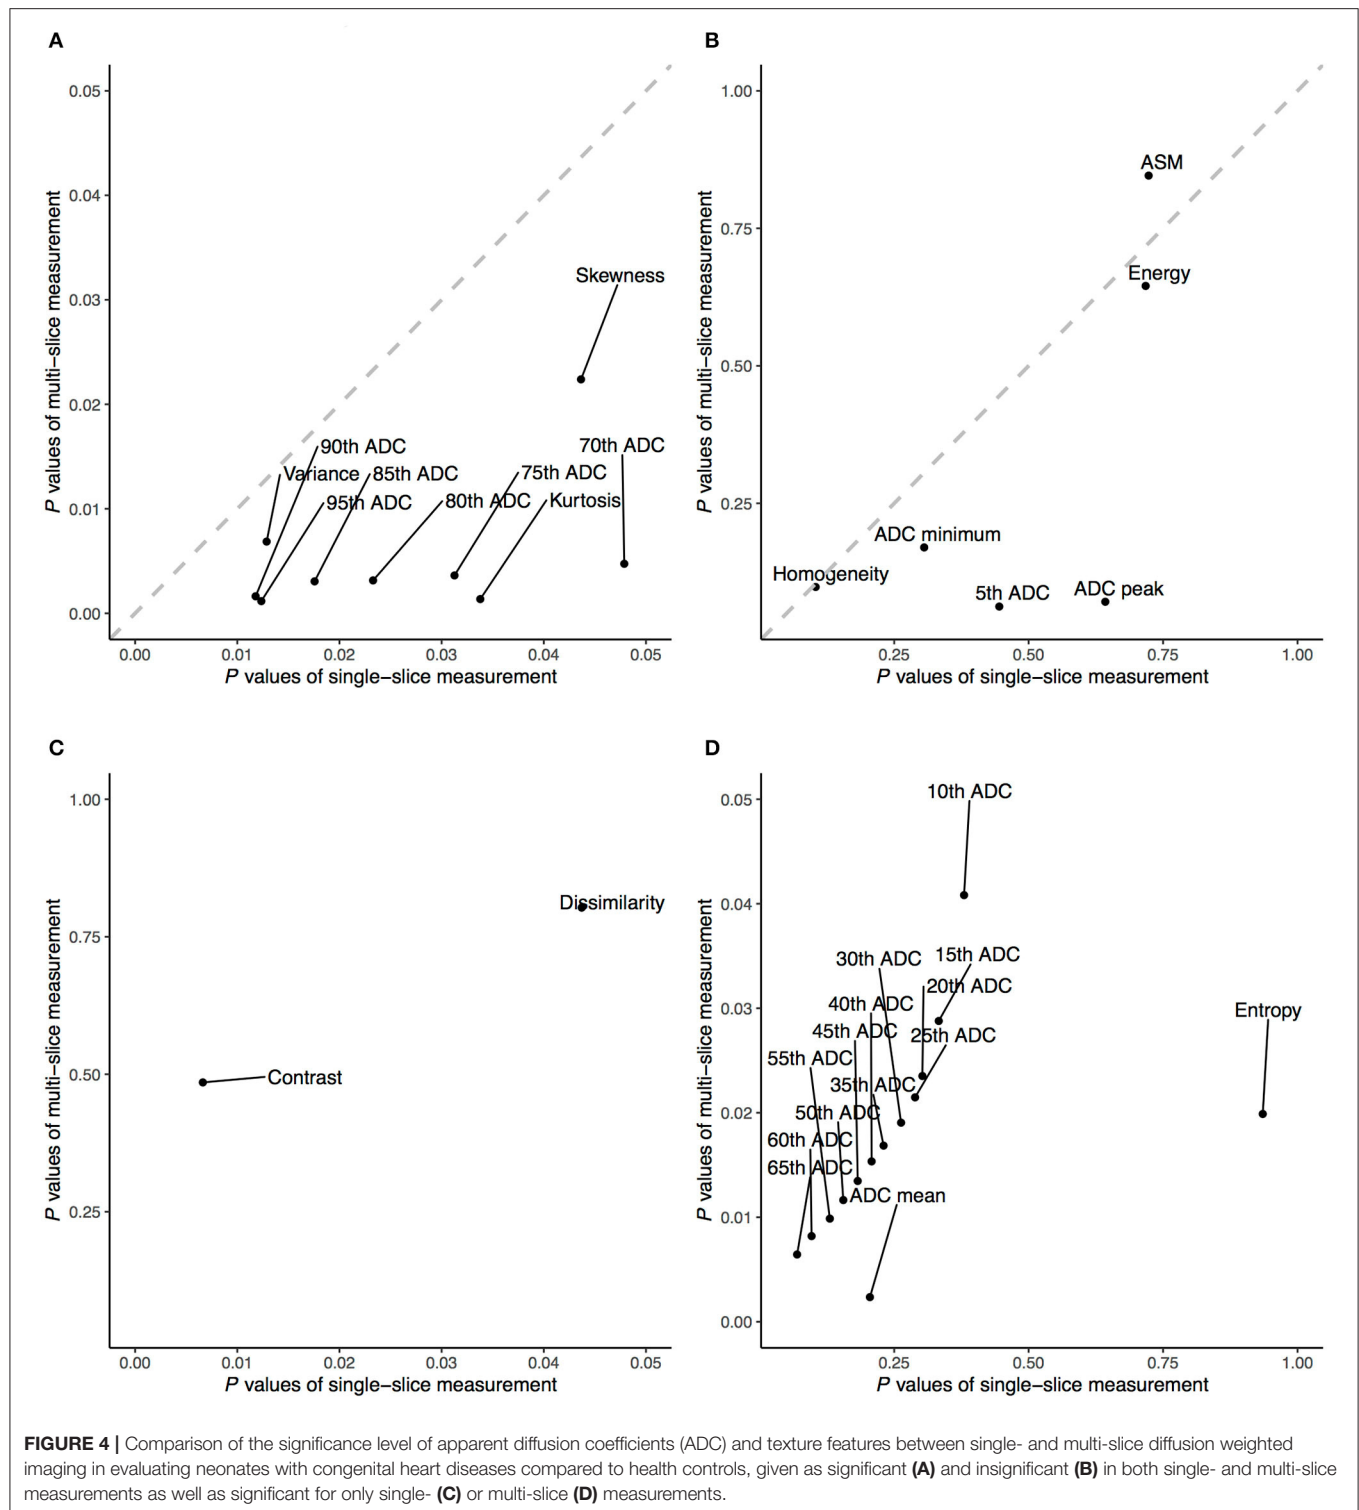 A
0.05
0.04
0.03
0.02
0.01
0.00
P values of multi−slice measurement
Skewness
90th ADC
70th ADC
Variance
85th ADC
75th ADC
95th ADC
80th ADC
Kurtosis
0.00 0.01 0.02 0.03 0.04 0.05
P values of single−slice measurement
B
1.00
0.75
0.50
0.25
P values of multi−slice measurement
ASM
Energy
ADC minimum
Homogeneity
5th ADC
ADC peak
0.25 0.50 0.75 1.00
P values of single−slice measurement
C
1.00
0.75
0.50
0.25
P values of multi−slice measurement
Dissimilarity
Contrast
0.00 0.01 0.02 0.03 0.04 0.05
P values of single−slice measurement
D
0.05
0.04
0.03
0.02
0.01
0.00
P values of multi−slice measurement
10th ADC
30th ADC
15th ADC
20th ADC
40th ADC
Entropy
45th ADC
25th ADC
55th ADC
35th ADC
50th ADC
60th ADC
65th ADC
ADC mean
0.25 0.50 0.75 1.00
P values of single−slice measurement
FIGURE 4 | Comparison of the significance level of apparent diffusion coefficients (ADC) and texture features between single- and multi-slice diffusion weighted
imaging in evaluating neonates with congenital heart diseases compared to health controls, given as significant (A) and insignificant (B) in both single- and multi-slice
measurements as well as significant for only single- (C) or multi-slice (D) measurements.